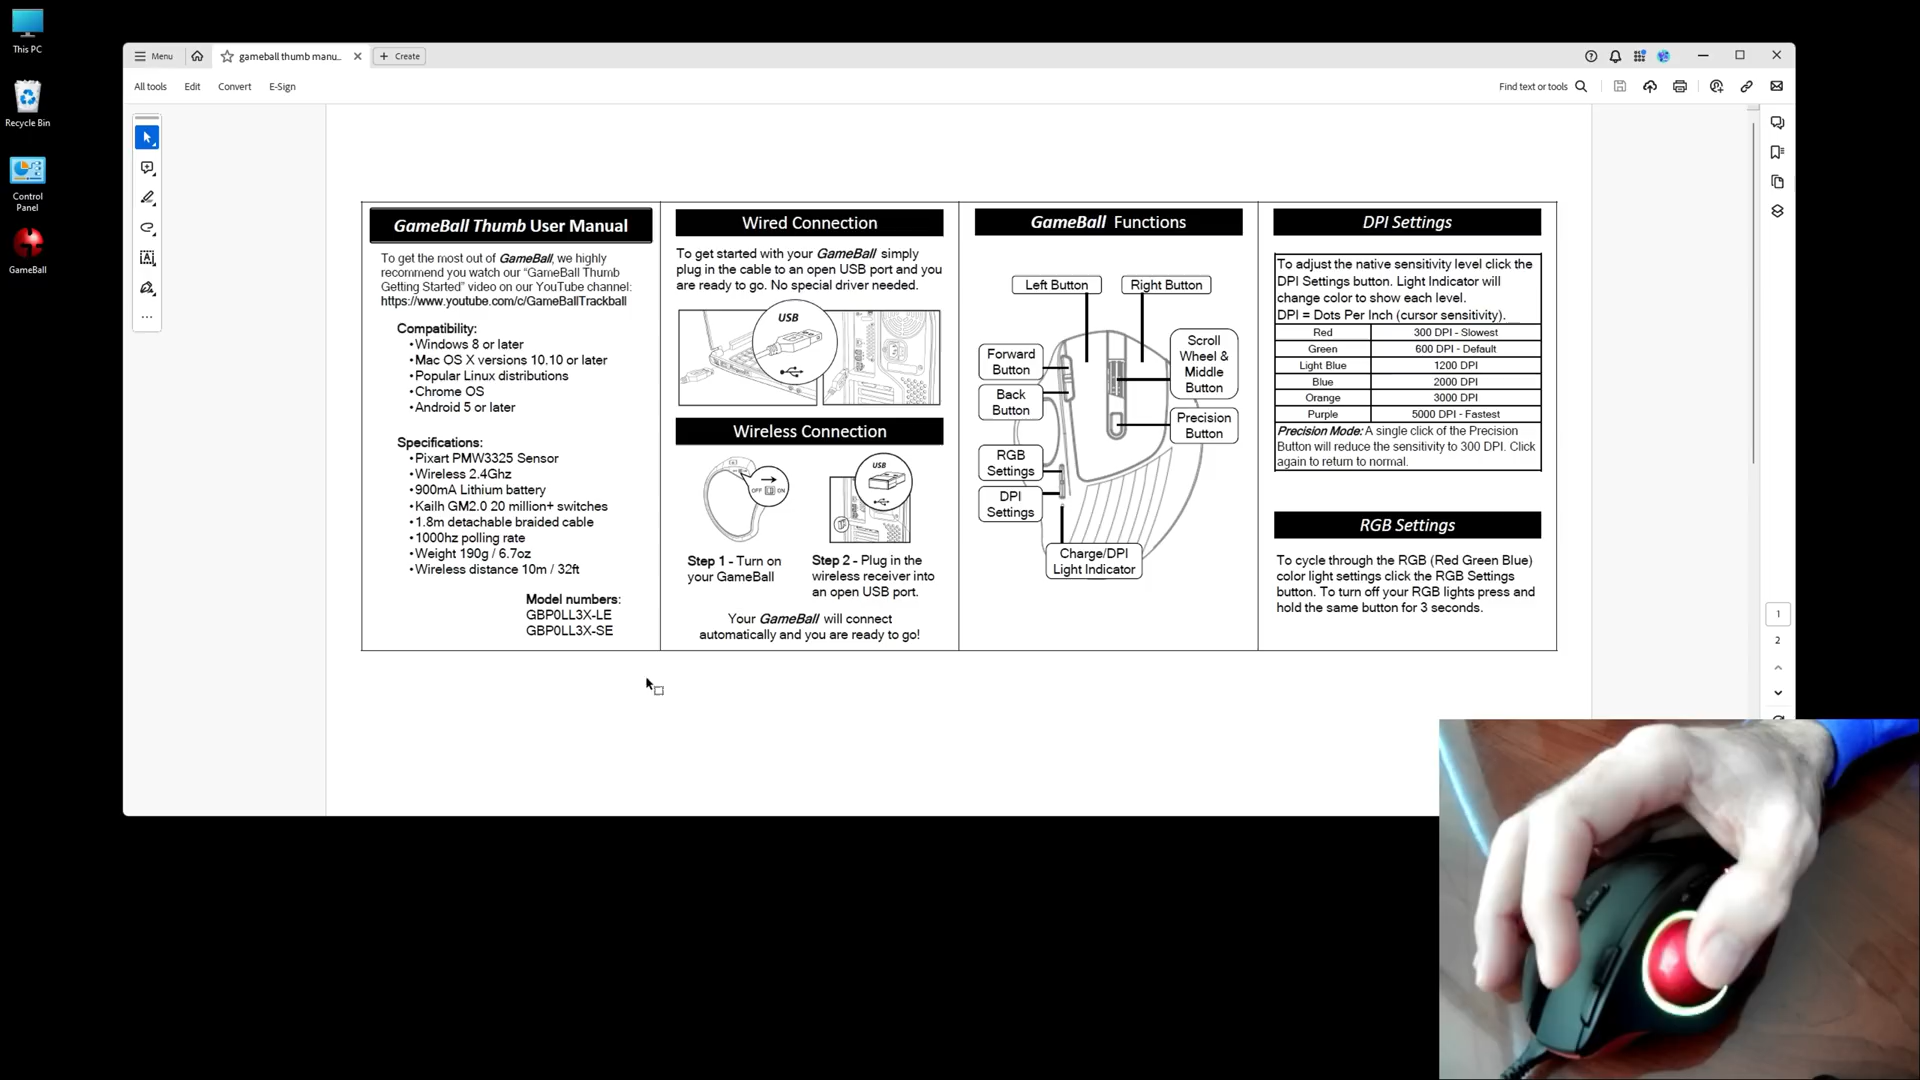 This PC
Recycle Bin
Control
Panel
GameBall
Menu
gameball thumb manu...
Create
All tools
Edit
Convert
E-Sign
Find text or tools
GameBall Thumb User Manual
To get the most out of GameBall, we highly
recommend you watch our "GameBall Thumb
Getting Started" video on our YouTube channel:
https://www.youtube.com/c/GameBallTrackball
Compatibility:
•Windows 8 or later
•Mac OS X versions 10.10 or later
•Popular Linux distributions
•Chrome OS
•Android 5 or later
Specifications:
•Pixart PMW3325 Sensor
•Wireless 2.4Ghz
•900mA Lithium battery
•Kailh GM2.0 20 million+ switches
•1.8m detachable braided cable
•1000hz polling rate
•Weight 190g / 6.7oz
•Wireless distance 10m / 32ft
Model numbers:
GBP0LL3X-LE
GBP0LL3X-SE
Wired Connection
To get started with your GameBall simply
plug in the cable to an open USB port and you
are ready to go. No special driver needed.
USB
Wireless Connection
OFF ON
USB
Step 1 - Turn on
your GameBall
Step 2 - Plug in the
wireless receiver into
an open USB port.
Your GameBall will connect
automatically and you are ready to go!
GameBall Functions
Left Button
Right Button
Forward
Button
Back
Button
Scroll
Wheel &
Middle
Button
Precision
Button
RGB
Settings
DPI
Settings
Charge/DPI
Light Indicator
DPI Settings
To adjust the native sensitivity level click the
DPI Settings button. Light Indicator will
change color to show each level.
DPI = Dots Per Inch (cursor sensitivity).
Red 300 DPI - Slowest
Green 600 DPI - Default
Light Blue 1200 DPI
Blue 2000 DPI
Orange 3000 DPI
Purple 5000 DPI - Fastest
Precision Mode: A single click of the Precision
Button will reduce the sensitivity to 300 DPI. Click
again to return to normal.
RGB Settings
To cycle through the RGB (Red Green Blue)
color light settings click the RGB Settings
button. To turn off your RGB lights press and
hold the same button for 3 seconds.
1
2